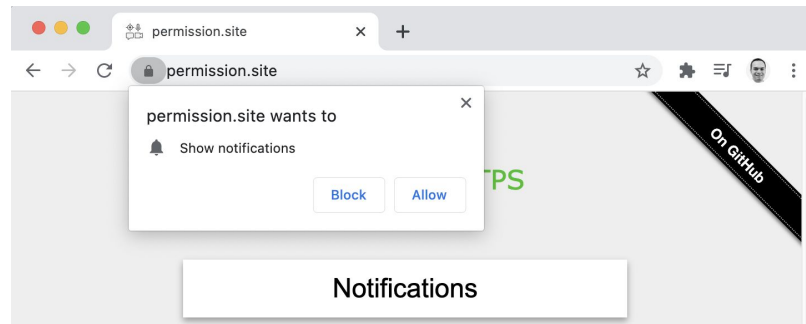 permission.site
permission.site
permission.site wants to
Show notifications
Block
Allow
TPS
On GitHub
Notifications